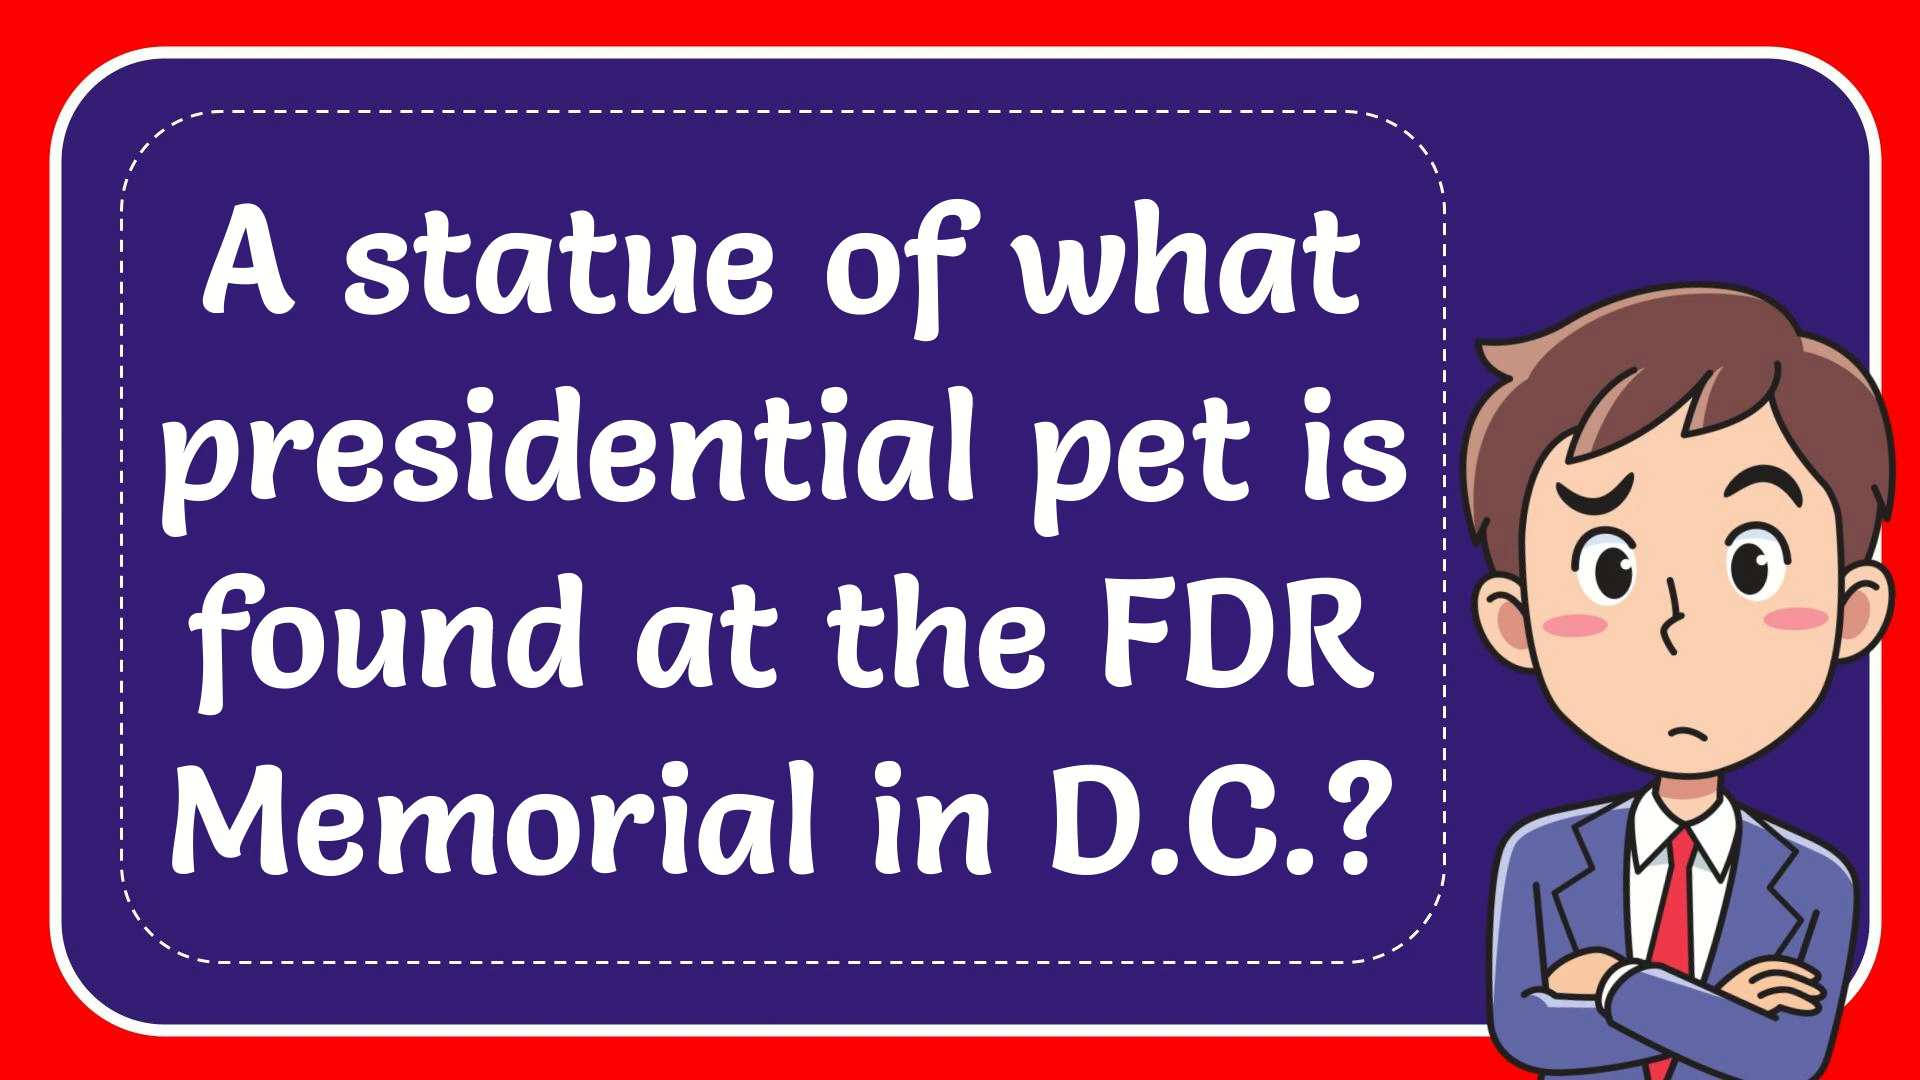 A statue of what
presidential pet is
found at the FDR
Memorial in D.C.?